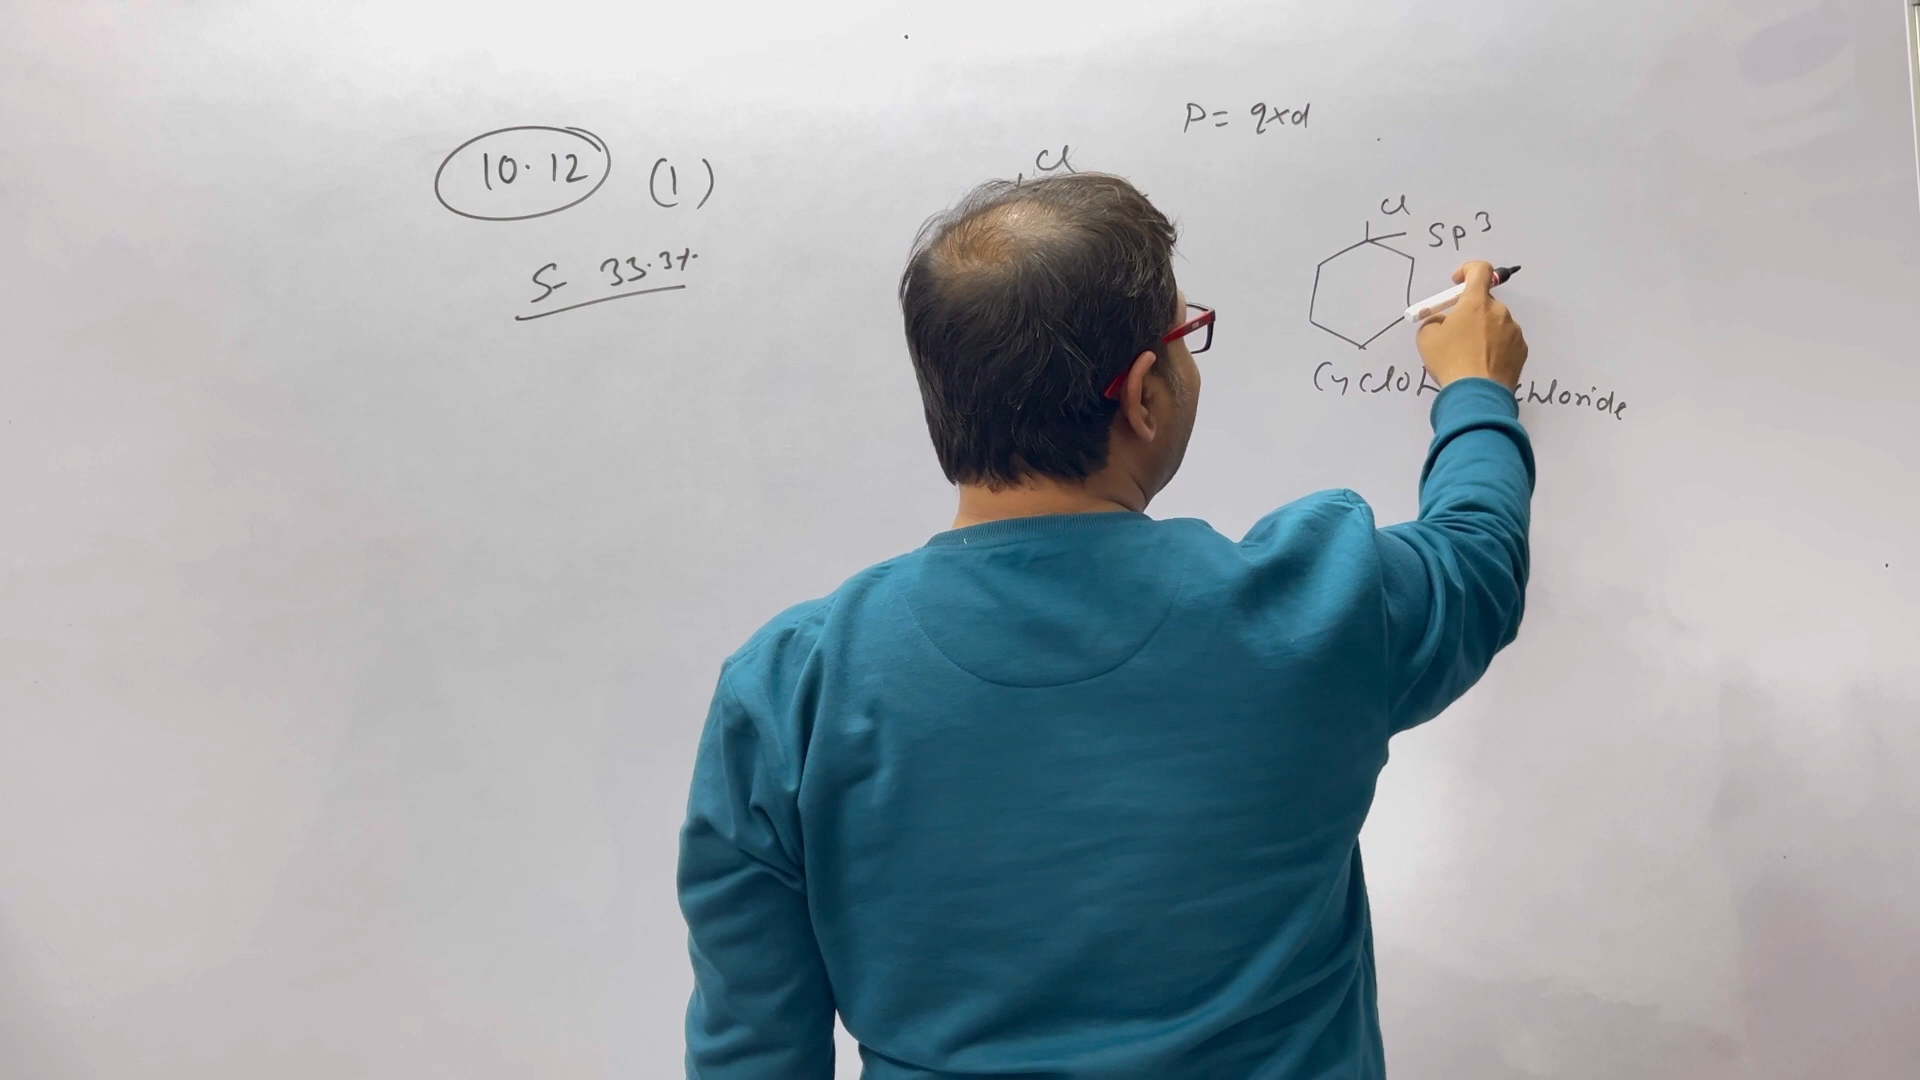 P = q×d
10.12 (1)
Cl
Cl
Sp³
S- 33.3%
chloride